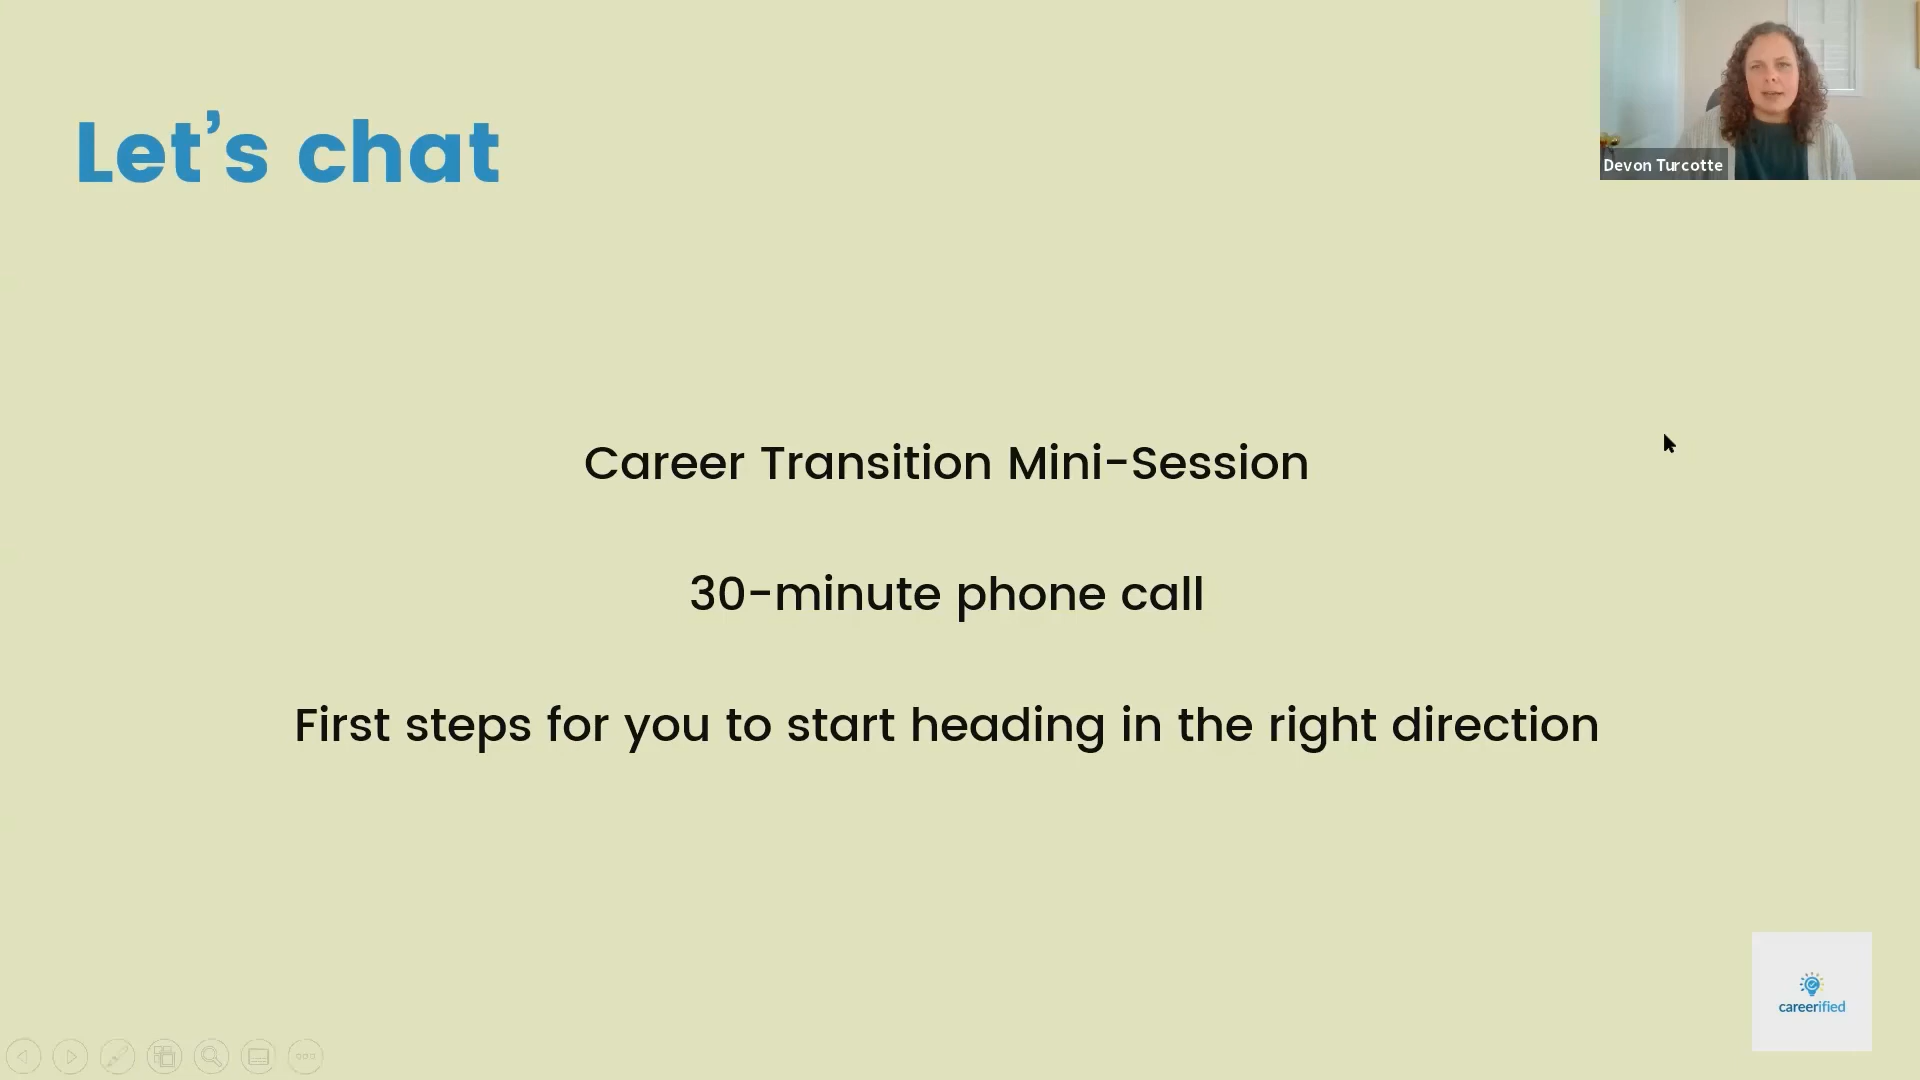 Let's chat
Devon Turcotte
Career Transition Mini-Session
30-minute phone call
First steps for you to start heading in the right direction
careerified